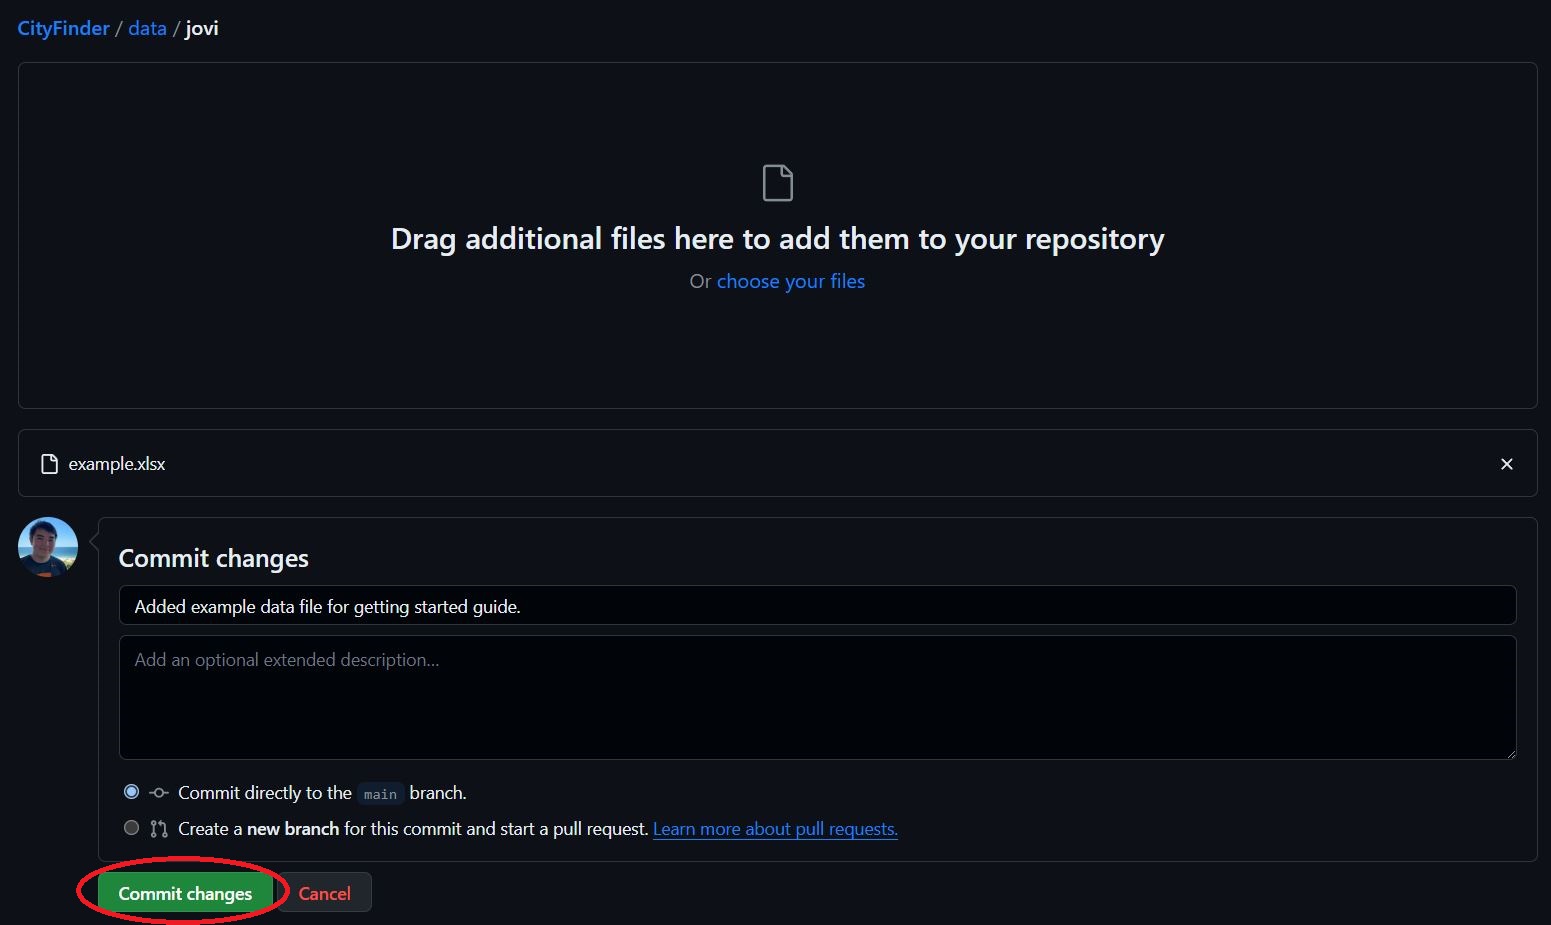 CityFinder / data / jovi
Drag additional files here to add them to your repository
Or choose your files
example.xlsx
Commit changes
Added example data file for getting started guide.
Add an optional extended description...
Commit directly to the main branch.
Create a new branch for this commit and start a pull request. Learn more about pull requests.
Commit changes Cancel